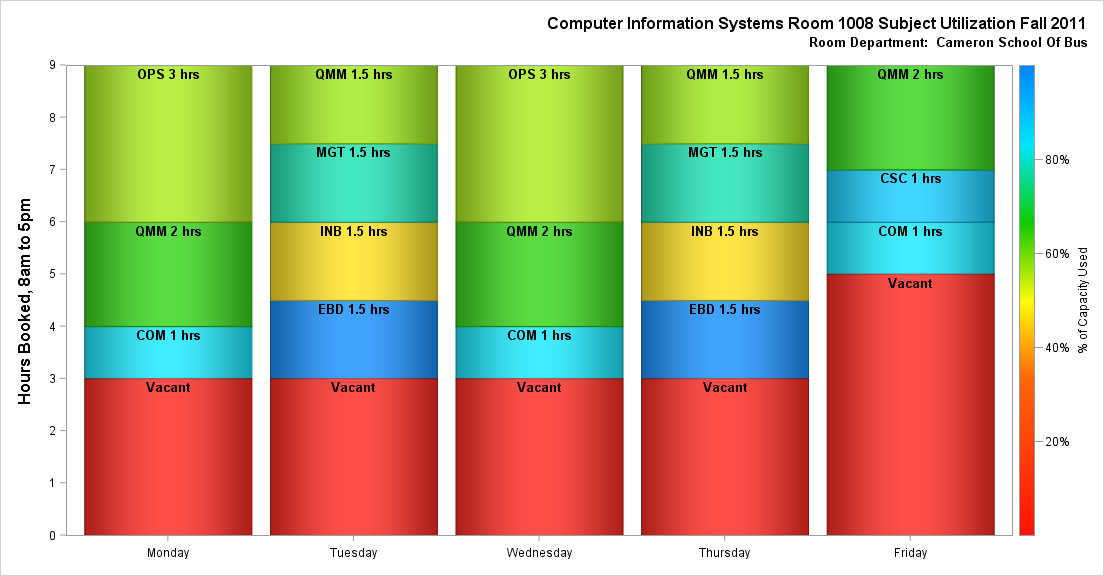 Computer Information Systems Room 1008 Subject Utilization Fall 2011
Room Department:  Cameron School Of Bus
Hours Booked, 8am to 5pm
9
8
7
6
5
4
3
2
1
0
OPS 3 hrs
QMM 2 hrs
COM 1 hrs
Vacant
Monday
QMM 1.5 hrs
MGT 1.5 hrs
INB 1.5 hrs
EBD 1.5 hrs
Vacant
Tuesday
OPS 3 hrs
QMM 2 hrs
COM 1 hrs
Vacant
Wednesday
QMM 1.5 hrs
MGT 1.5 hrs
INB 1.5 hrs
EBD 1.5 hrs
Vacant
Thursday
QMM 2 hrs
CSC 1 hrs
COM 1 hrs
Vacant
Friday
80%
60%
40%
20%
% of Capacity Used